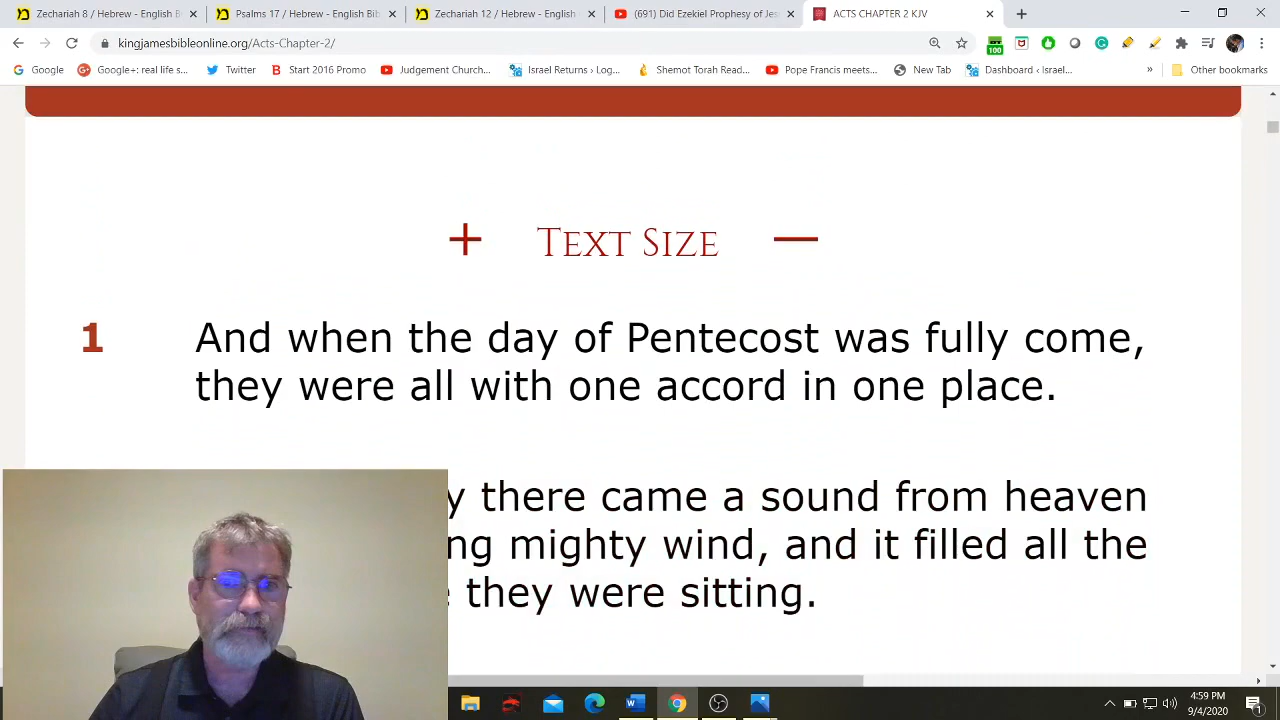 Zechariah 8 / Hebrew - English B
Psalms 17 / Hebrew - English Bib
Zechariah 12 / Hebrew - English
(691) Did Ezekiel Prophesy of Jes
ACTS CHAPTER 2 KJV
kingjamesbibleonline.org/Acts-Chapter-2/
100
Google
Google+: real life s...
Twitter
Start 2016 Promo
Judgement Church...
Israel Returns › Log...
Shemot Torah Read...
Pope Francis meets...
New Tab
Dashboard ‹ Israel...
»
Other bookmarks
+ TEXT SIZE —
1 And when the day of Pentecost was fully come,
they were all with one accord in one place.
y there came a sound from heaven
ng mighty wind, and it filled all the
they were sitting.
4:59 PM
9/4/2020